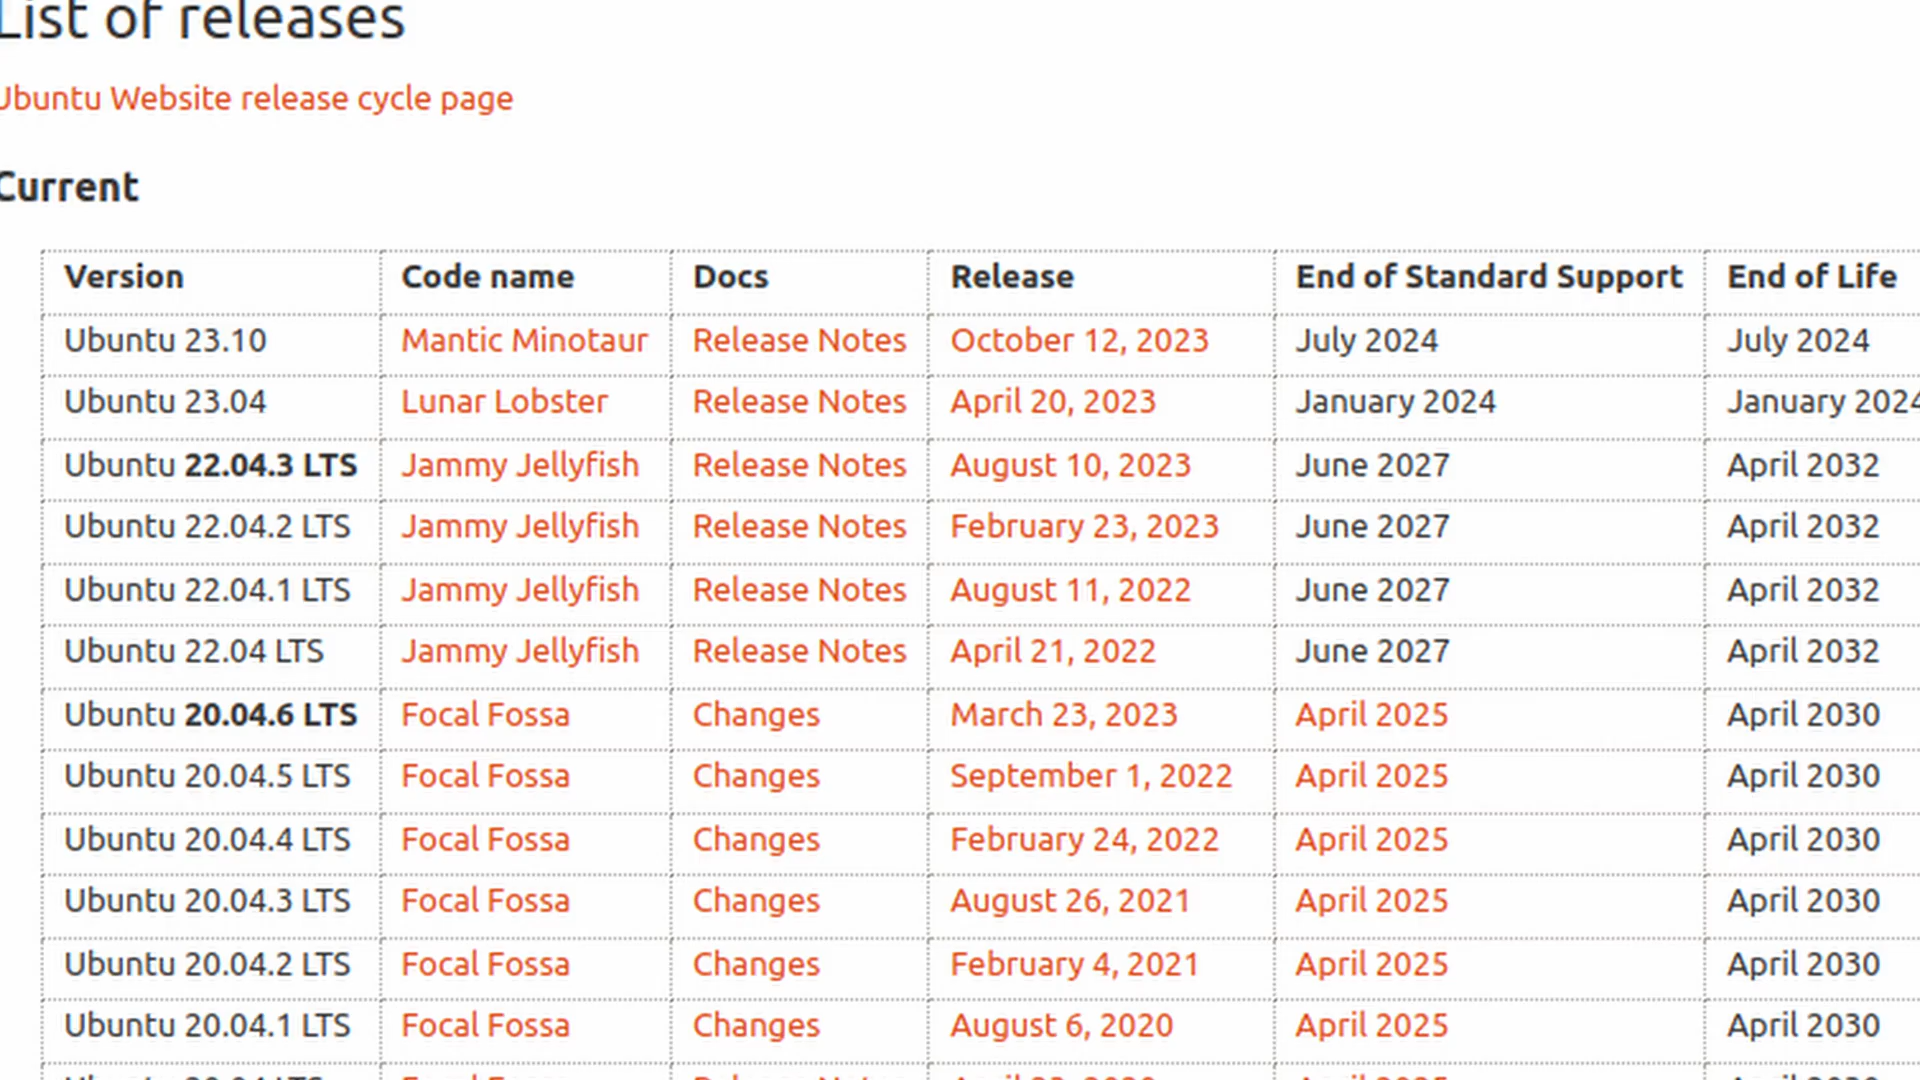 List of releases
Ubuntu Website release cycle page
Current
Version Code name Docs Release End of Standard Support End of Life
Ubuntu 23.10 Mantic Minotaur Release Notes October 12, 2023 July 2024 July 2024
Ubuntu 23.04 Lunar Lobster Release Notes April 20, 2023 January 2024 January 2024
Ubuntu 22.04.3 LTS Jammy Jellyfish Release Notes August 10, 2023 June 2027 April 2032
Ubuntu 22.04.2 LTS Jammy Jellyfish Release Notes February 23, 2023 June 2027 April 2032
Ubuntu 22.04.1 LTS Jammy Jellyfish Release Notes August 11, 2022 June 2027 April 2032
Ubuntu 22.04 LTS Jammy Jellyfish Release Notes April 21, 2022 June 2027 April 2032
Ubuntu 20.04.6 LTS Focal Fossa Changes March 23, 2023 April 2025 April 2030
Ubuntu 20.04.5 LTS Focal Fossa Changes September 1, 2022 April 2025 April 2030
Ubuntu 20.04.4 LTS Focal Fossa Changes February 24, 2022 April 2025 April 2030
Ubuntu 20.04.3 LTS Focal Fossa Changes August 26, 2021 April 2025 April 2030
Ubuntu 20.04.2 LTS Focal Fossa Changes February 4, 2021 April 2025 April 2030
Ubuntu 20.04.1 LTS Focal Fossa Changes August 6, 2020 April 2025 April 2030